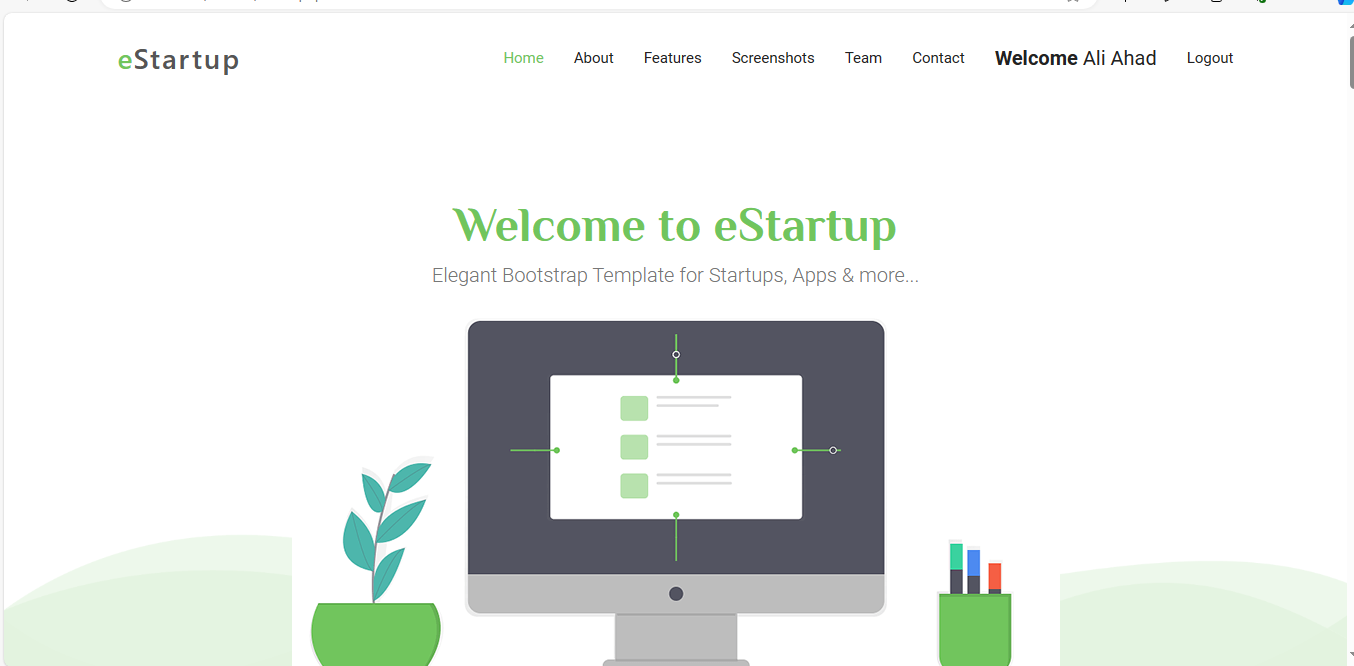 eStartup
Home About Features Screenshots Team Contact Welcome Ali Ahad Logout
Welcome to eStartup
Elegant Bootstrap Template for Startups, Apps & more...